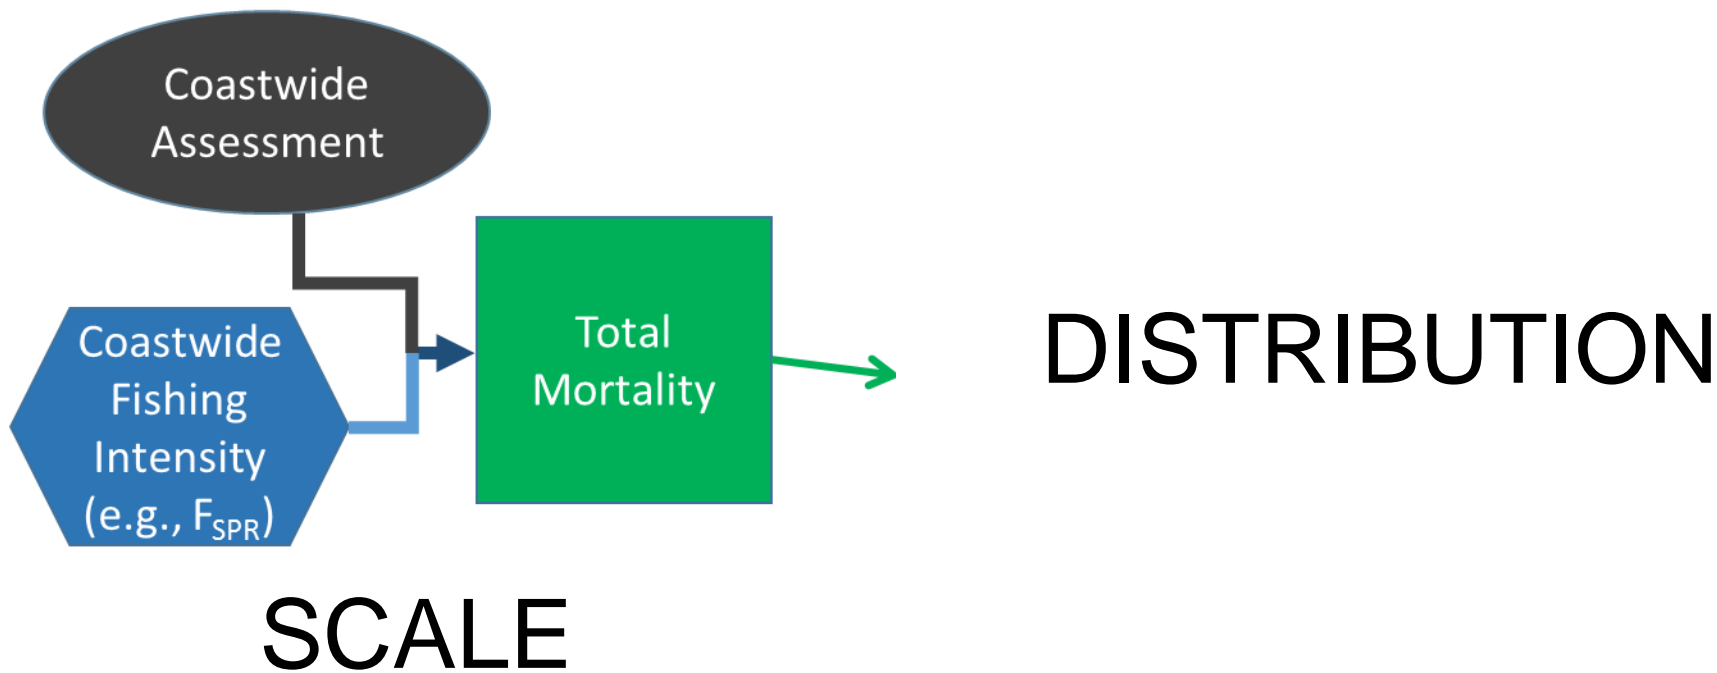 Coastwide
Assessment
Coastwide
Fishing
Intensity
(e.g., FSPR)
Total
Mortality
DISTRIBUTION
SCALE